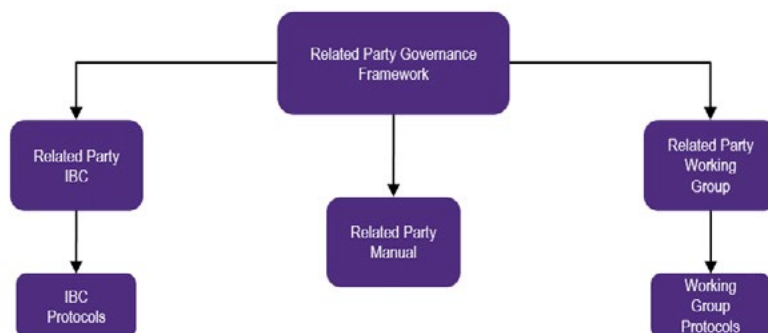 Related Party Governance
Framework
Related Party
IBC
Related Party
Working
Group
Related Party
Manual
IBC
Protocols
Working
Group
Protocols